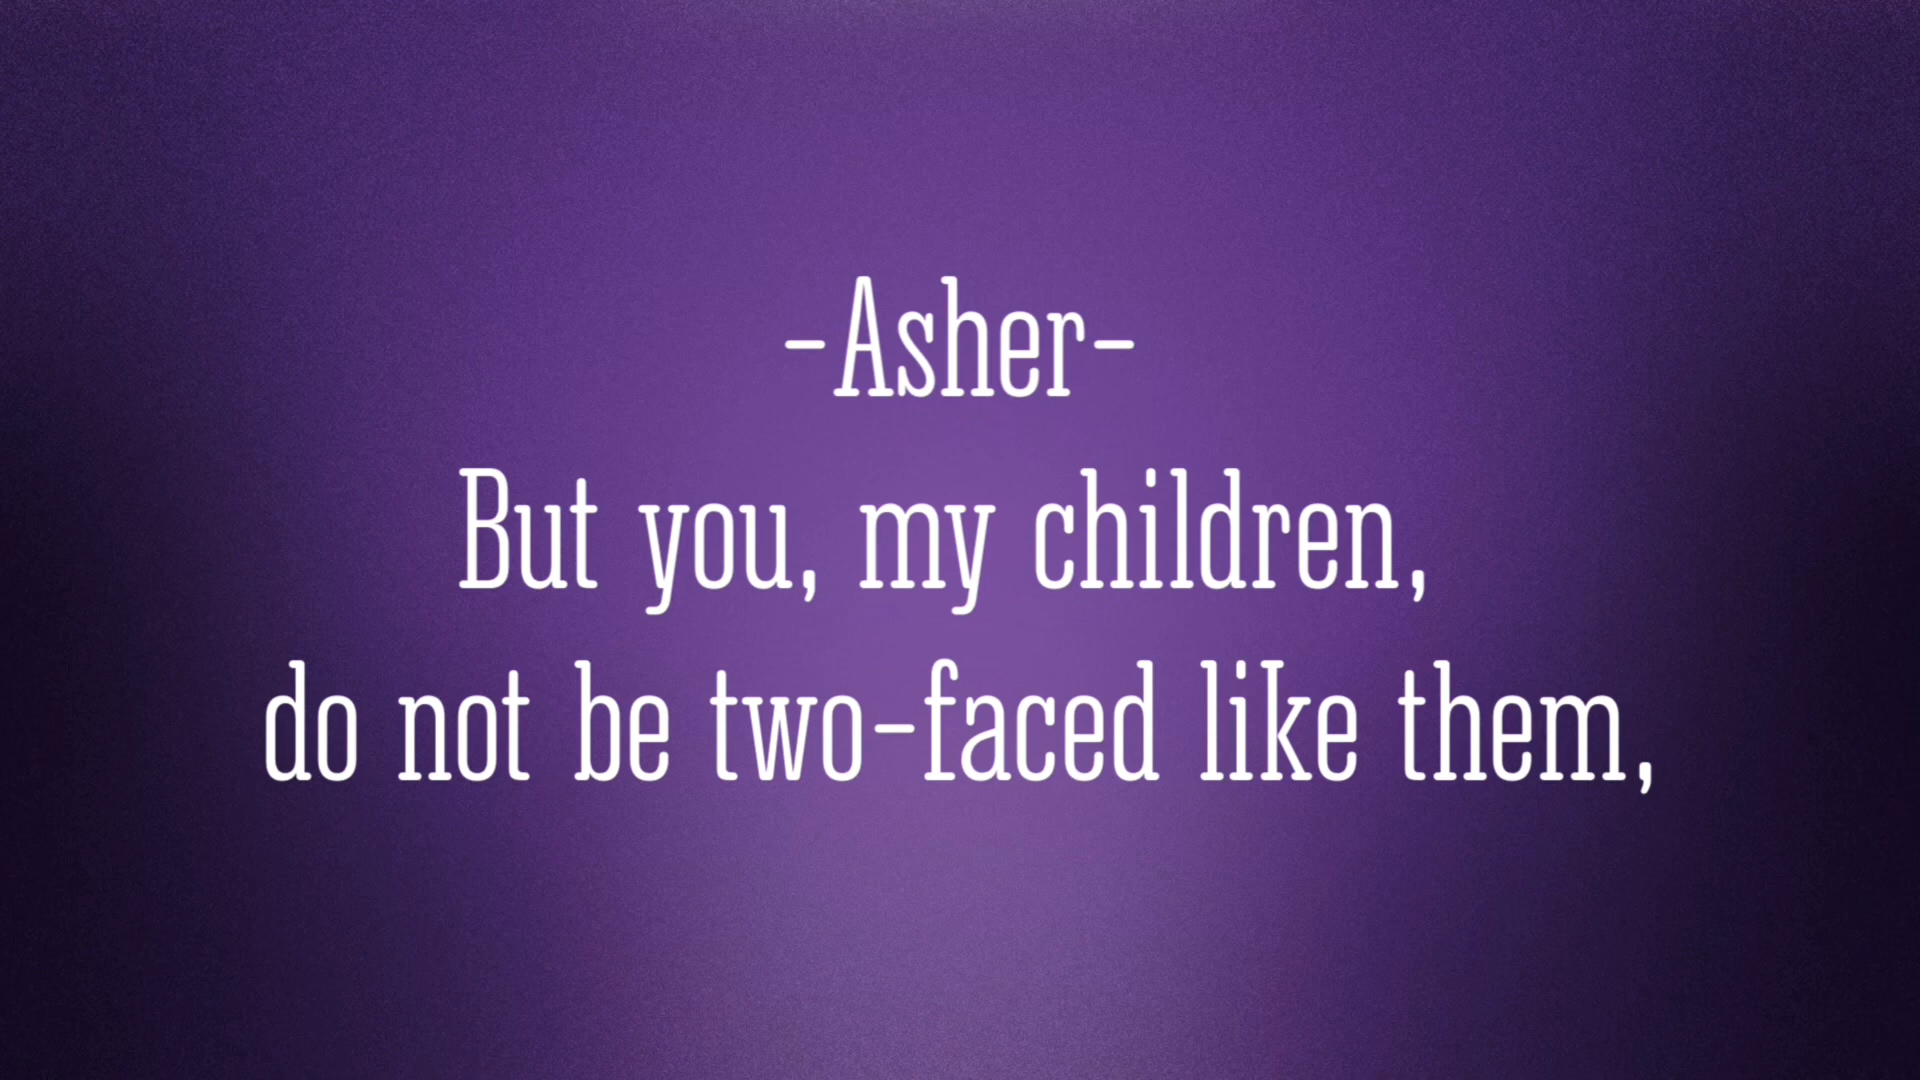 -Asher-
But you, my children,
do not be two-faced like them,